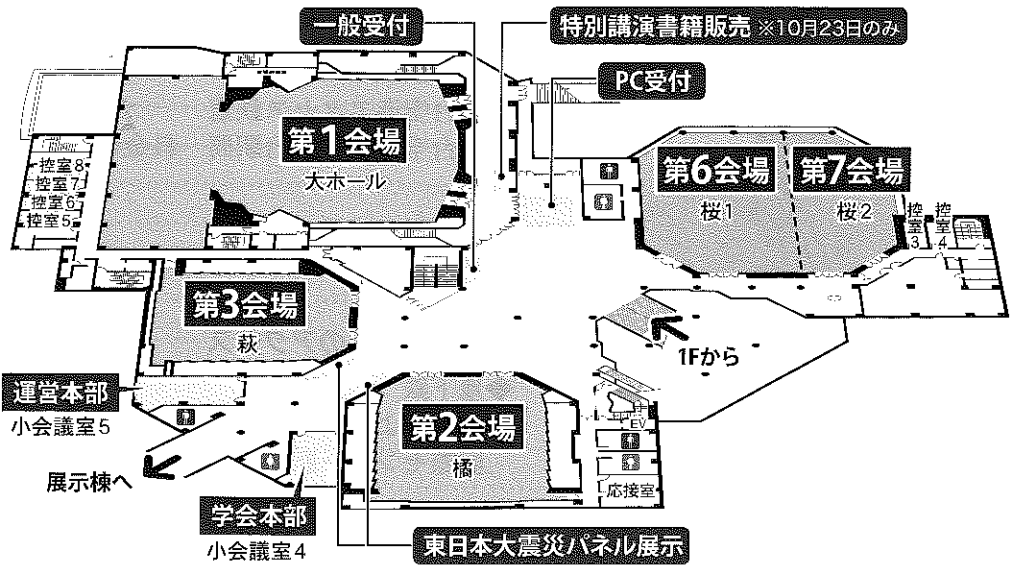 一般受付
特別講演書籍販売 ※10月23日のみ
PC受付
第1会場
大ホール
控室8
控室7
控室6
控室5
第6会場
桜1
第7会場
桜2
控室3
控室4
第3会場
萩
1Fから
運営本部
小会議室5
第2会場
橘
EV
応接室
展示棟へ
学会本部
小会議室4
東日本大震災パネル展示